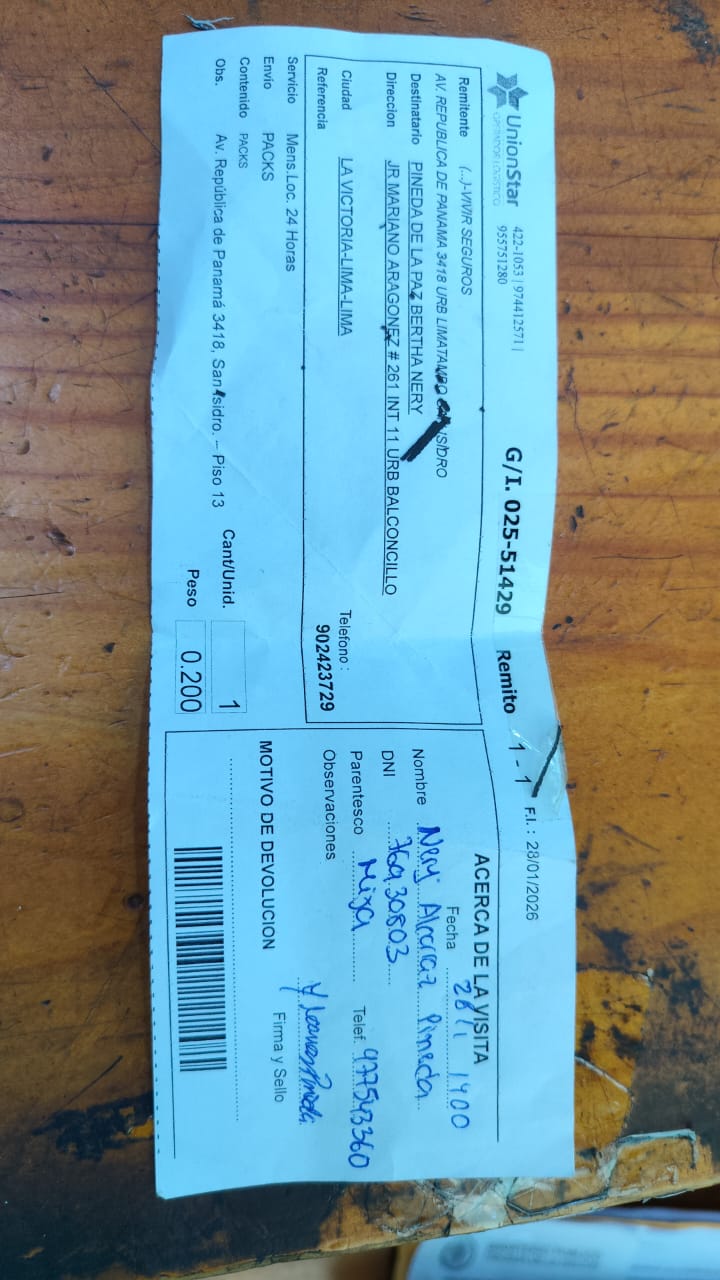 UnionStar
OPERADOR LOGISTICO
422-1053 | 974412571 |
955751280
G/I. 025-51429
Remito 1 - 1
F.I.: 28/01/2026
Remitente (...)-VIVIR SEGUROS
AV. REPUBLICA DE PANAMA 3418 URB LIMATAMBO ISIDRO
Destinatario PINEDA DE LA PAZ BERTHA NERY
Direccion JR MARIANO ARAGONEZ # 261 INT 11 URB BALCONCILLO
Ciudad LA VICTORIA-LIMA-LIMA
Telefono :
Referencia
902423729
Servicio Mens.Loc. 24 Horas
Envio PACKS
Contenido PACKS
Cant/Unid. 1
Obs. Av. República de Panamá 3418, San Isidro. – Piso 13
Peso 0.200
ACERCA DE LA VISITA
Fecha 28/1 1400
Nombre Nery Alcarraz Pineda
DNI 76930803
Parentesco Hija
Telef. 977543360
Observaciones
Firma y Sello
MOTIVO DE DEVOLUCION